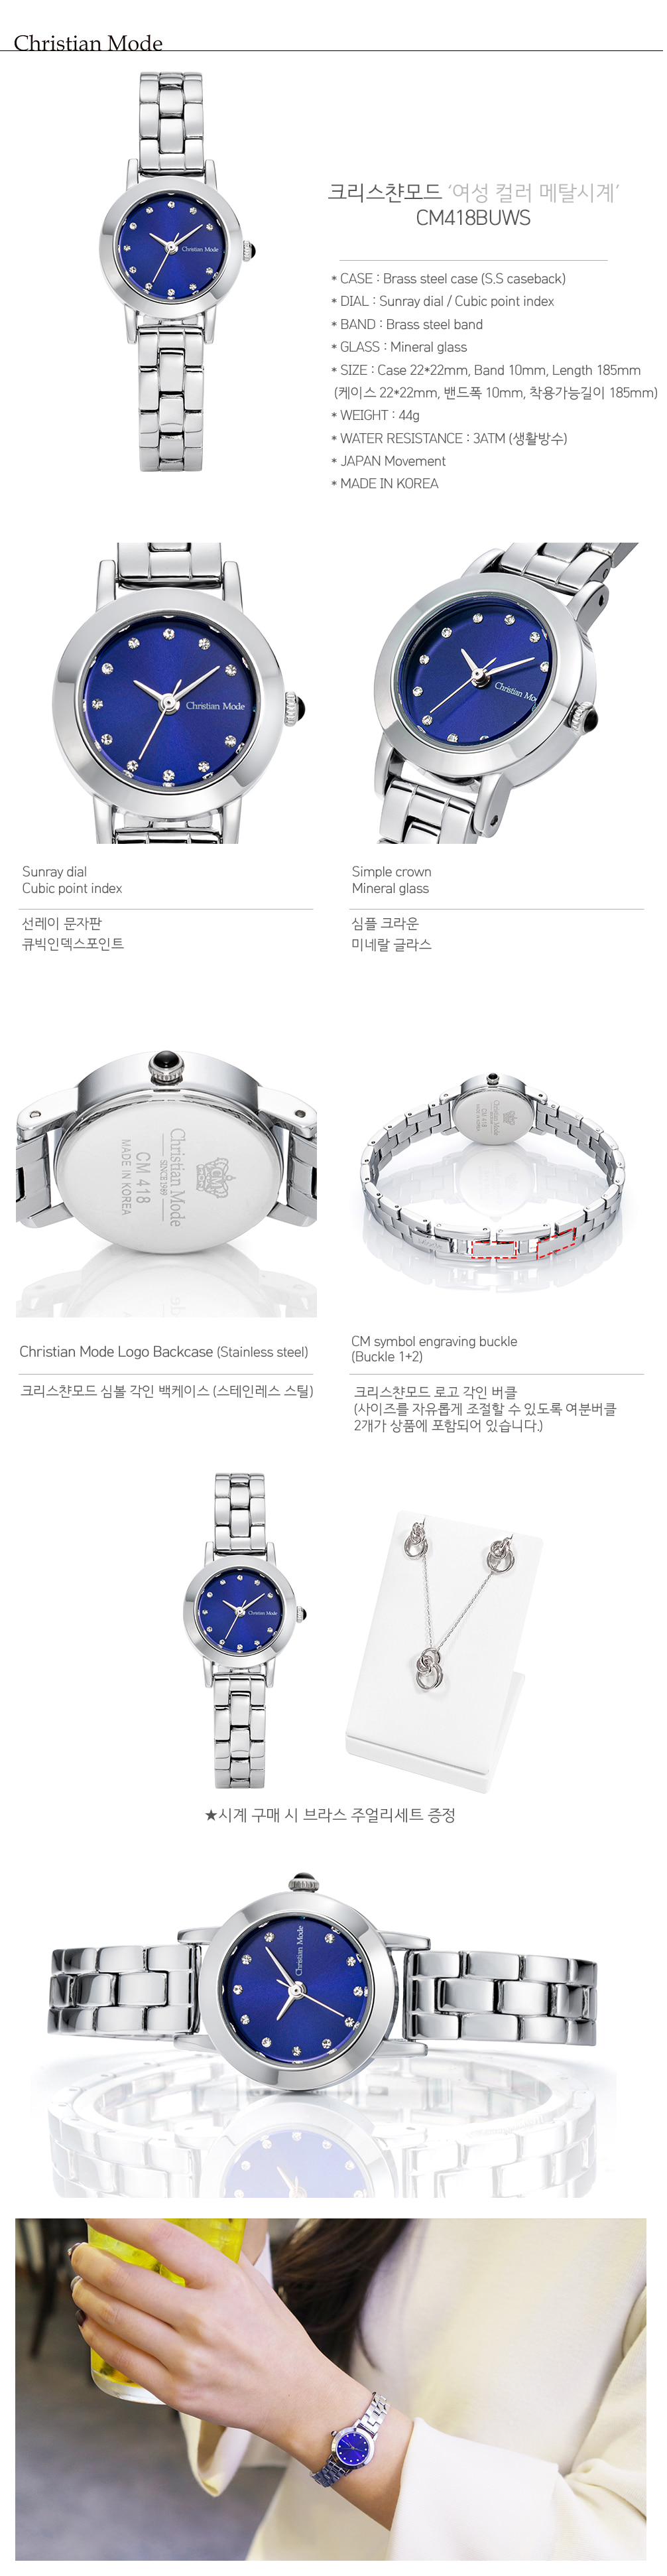 Christian Mode
Christian Mode
크리스챤모드 ‘여성 컬러 메탈시계’
CM418BUWS
* CASE : Brass steel case (S,S caseback)
* DIAL : Sunray dial / Cubic point index
* BAND : Brass steel band
* GLASS : Mineral glass
* SIZE : Case 22*22mm, Band 10mm, Length 185mm
(케이스 22*22mm, 밴드폭 10mm, 착용가능길이 185mm)
* WEIGHT : 44g
* WATER RESISTANCE : 3ATM (생활방수)
* JAPAN Movement
* MADE IN KOREA
Christian Mode
Christian Mo
Sunray dial
Cubic point index
선레이 문자판
큐빅인덱스포인트
Simple crown
Mineral glass
심플 크라운
미네랄 글라스
Christian Mode
SINCE 1989
CM 418
MADE IN KOREA
Christian Mode
CM 418
Christian Mode Logo Backcase (Stainless steel)
크리스챤모드 심볼 각인 백케이스 (스테인레스 스틸)
CM symbol engraving buckle
(Buckle 1+2)
크리스챤모드 로고 각인 버클
(사이즈를 자유롭게 조절할 수 있도록 여분버클
2개가 상품에 포함되어 있습니다.)
Christian Mode
★시계 구매 시 브라스 주얼리세트 증정
Christian Mode